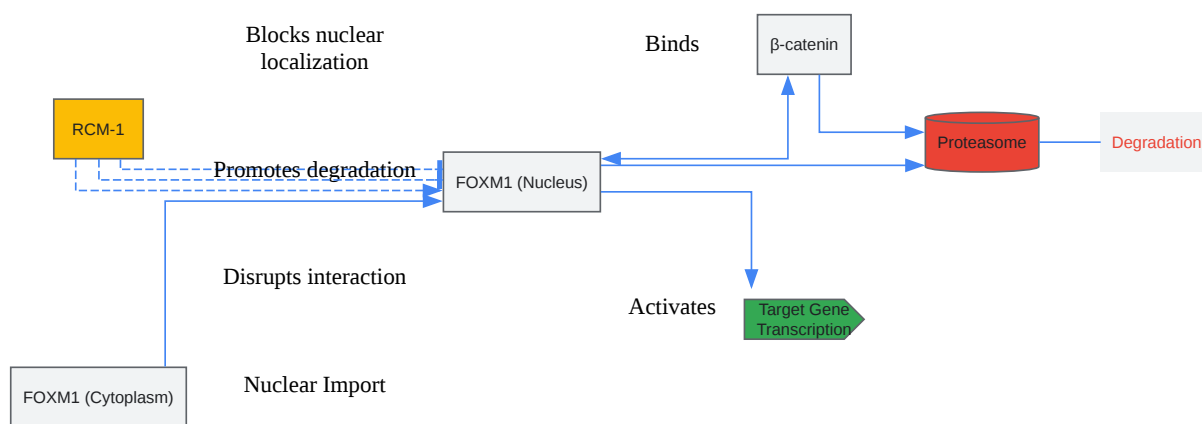 Blocks nuclear
localization
Binds
β-catenin
RCM-1
Promotes degradation
FOXM1 (Nucleus)
Proteasome
Degradation
Disrupts interaction
Activates
Target Gene
Transcription
FOXM1 (Cytoplasm)
Nuclear Import